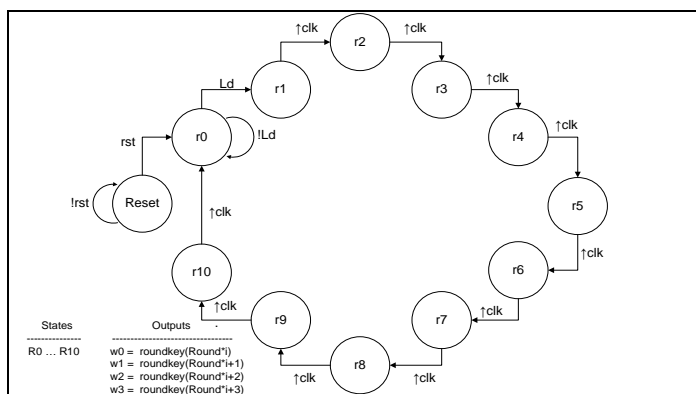 ↑clk
r2
↑clk
r1
r3
Ld
↑clk
r0
!Ld
r4
rst
↑clk
Reset
!rst
r5
↑clk
↑clk
r10
r6
↑clk
↑clk
r9
r7
r8
↑clk
↑clk
States
---------------
R0 ... R10
Outputs
---------------------------------
w0 = roundkey(Round*i)
w1 = roundkey(Round*i+1)
w2 = roundkey(Round*i+2)
w3 = roundkey(Round*i+3)